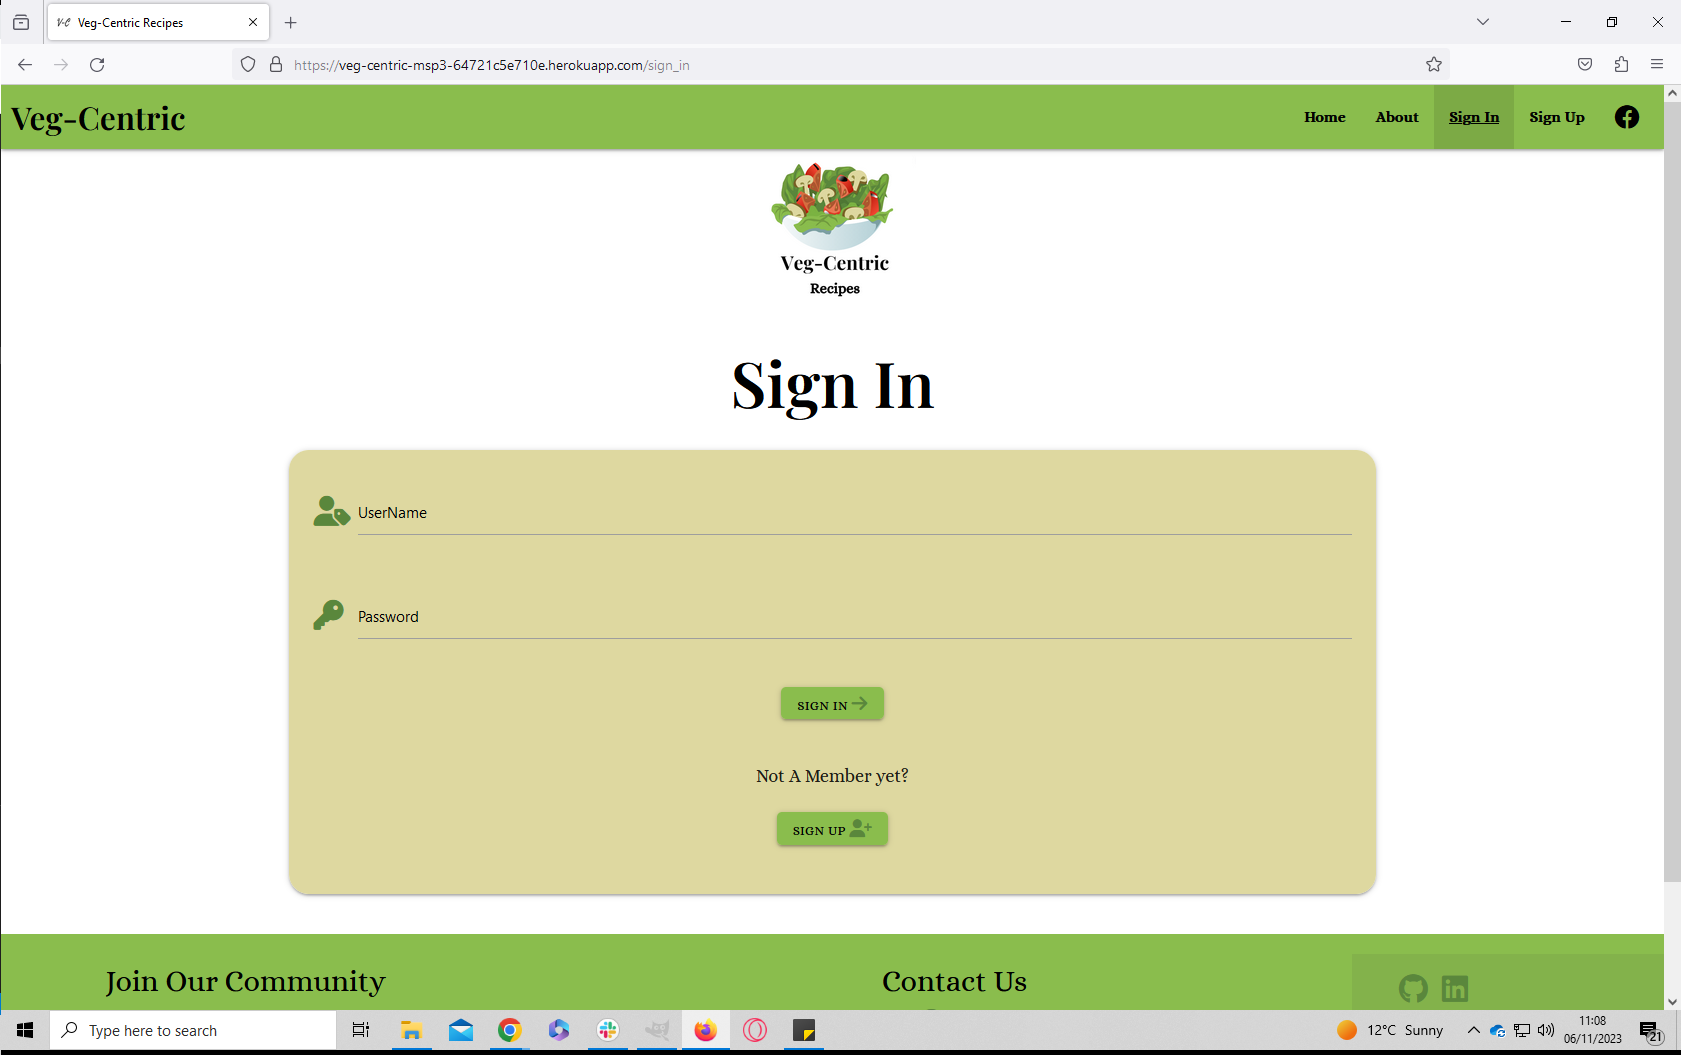 Veg-Centric Recipes
https://veg-centric-msp3-64721c5e710e.herokuapp.com/sign_in
Veg-Centric
Home
About
Sign In
Sign Up
Veg-Centric
Recipes
Sign In
UserName
Password
SIGN IN
Not A Member yet?
SIGN UP
Join Our Community
Contact Us
Type here to search
12°C Sunny
11:08
06/11/2023
21